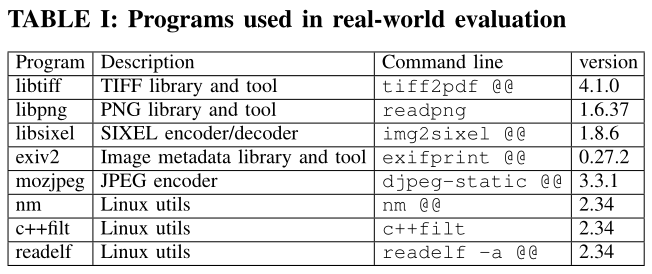 TABLE I: Programs used in real-world evaluation
Program Description Command line version
libtiff TIFF library and tool tiff2pdf @@ 4.1.0
libpng PNG library and tool readpng 1.6.37
libsixel SIXEL encoder/decoder img2sixel @@ 1.8.6
exiv2 Image metadata library and tool exifprint @@ 0.27.2
mozjpeg JPEG encoder djpeg-static @@ 3.3.1
nm Linux utils nm @@ 2.34
c++filt Linux utils c++filt 2.34
readelf Linux utils readelf -a @@ 2.34